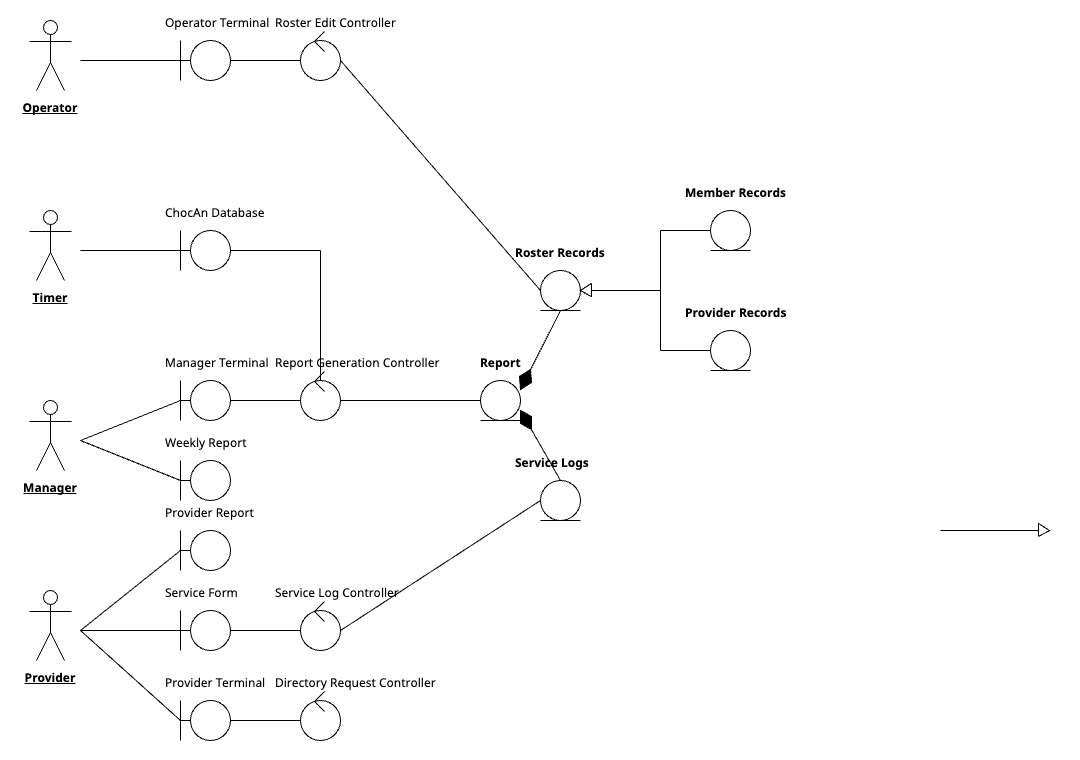 Operator Terminal
Roster Edit Controller
Operator
Member Records
ChocAn Database
Roster Records
Timer
Provider Records
Manager Terminal
Report Generation Controller
Report
Weekly Report
Service Logs
Manager
Provider Report
Service Form
Service Log Controller
Provider
Provider Terminal
Directory Request Controller